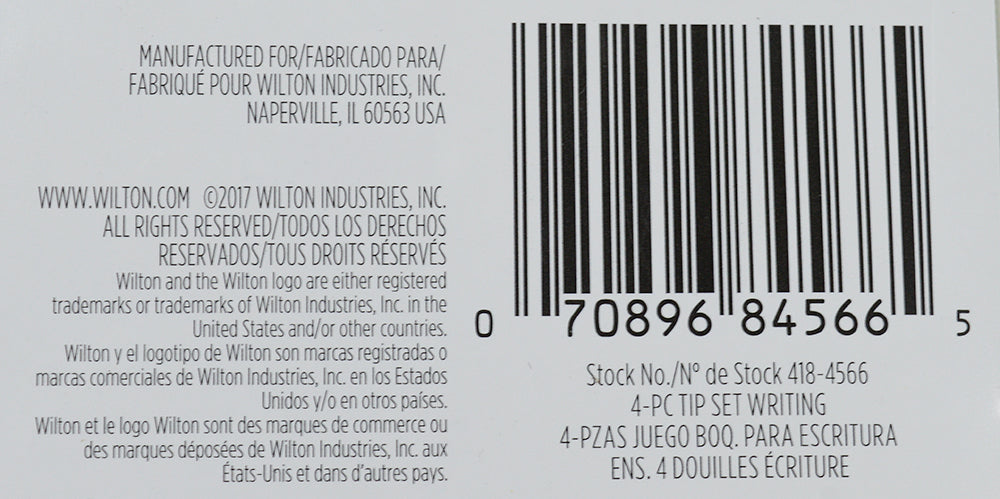 MANUFACTURED FOR/FABRICADO PARA/
FABRIQUÉ POUR WILTON INDUSTRIES, INC.
NAPERVILLE, IL 60563 USA
WWW.WILTON.COM ©2017 WILTON INDUSTRIES, INC.
ALL RIGHTS RESERVED/TODOS LOS DERECHOS
RESERVADOS/TOUS DROITS RÉSERVÉS
Wilton and the Wilton logo are either registered
trademarks or trademarks of Wilton Industries, Inc. in the
United States and/or other countries.
Wilton y el logotipo de Wilton son marcas registradas o
marcas comerciales de Wilton Industries, Inc. en los Estados
Unidos y/o en otros países.
Wilton et le logo Wilton sont des marques de commerce ou
des marques déposées de Wilton Industries, Inc. aux
États-Unis et dans d'autres pays.
0 70896 84566 5
Stock No./Nº de Stock 418-4566
4-PC TIP SET WRITING
4-PZAS JUEGO BOQ. PARA ESCRITURA
ENS. 4 DOUILLES ÉCRITURE